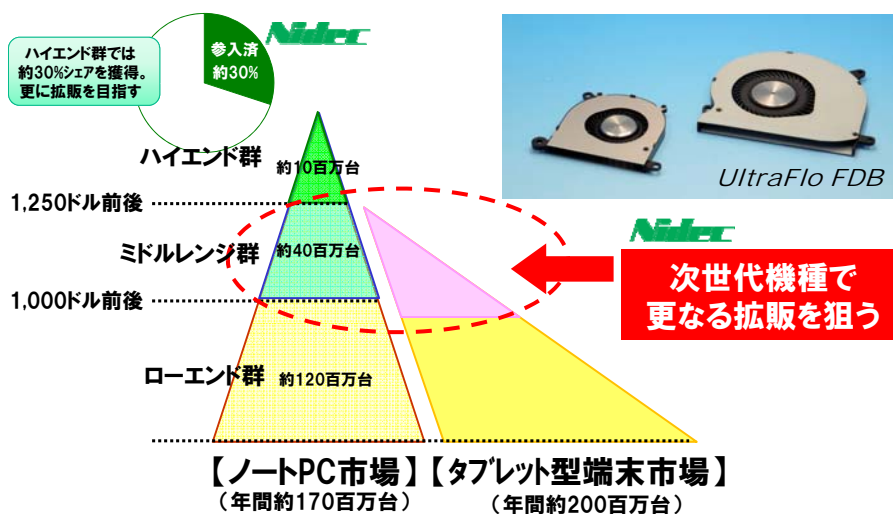 ハイエンド群では
約30%シェアを獲得。
更に拡販を目指す
参入済
約30%
Nidec
UltraFlo FDB
ハイエンド群
約10百万台
1,250ドル前後
ミドルレンジ群
約40百万台
1,000ドル前後
Nidec
次世代機種で
更なる拡販を狙う
ローエンド群
約120百万台
【ノートPC市場】
(年間約170百万台)
【タブレット型端末市場】
(年間約200百万台)